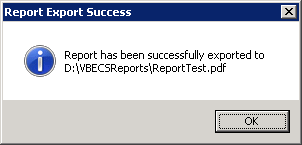 Report Export Success
Report has been successfully exported to
D:\VBECSReports\ReportTest.pdf
OK